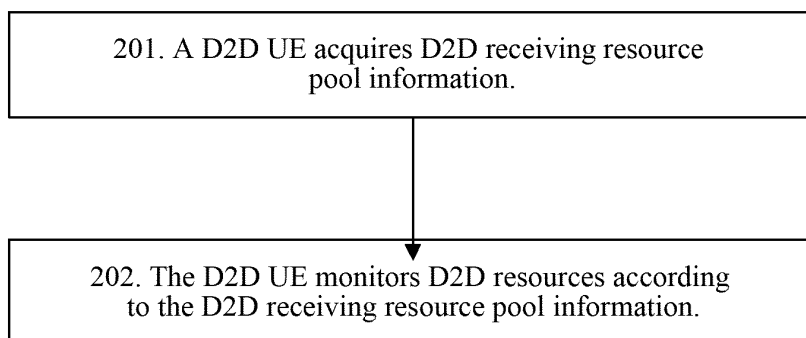 201. A D2D UE acquires D2D receiving resource
pool information.
202. The D2D UE monitors D2D resources according
to the D2D receiving resource pool information.